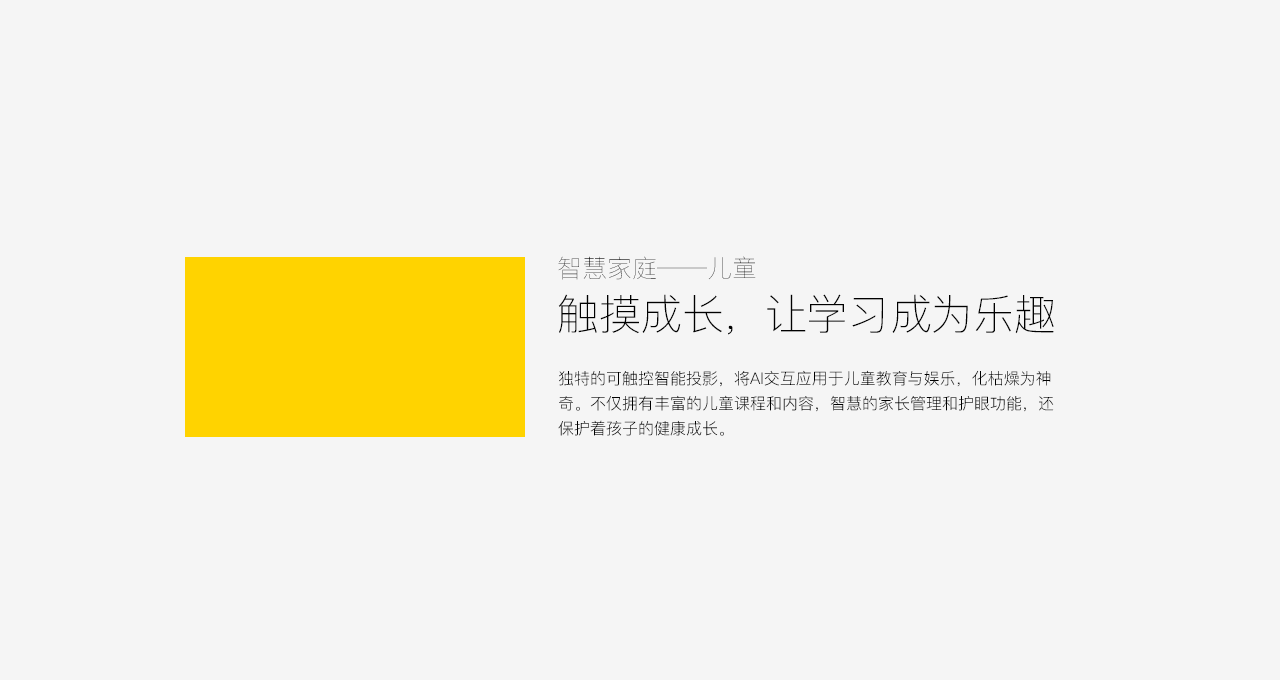 智慧家庭——儿童
触摸成长，让学习成为乐趣
独特的可触控智能投影，将AI交互应用于儿童教育与娱乐，化枯燥为神
奇。不仅拥有丰富的儿童课程和内容，智慧的家长管理和护眼功能，还
保护着孩子的健康成长。